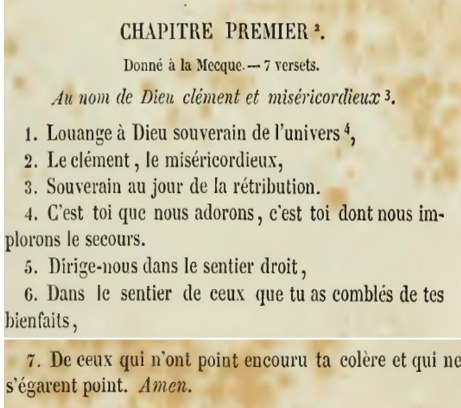 CHAPITRE PREMIER ².
Donné à la Mecque. — 7 versets.
Au nom de Dieu clément et miséricordieux ³.
1. Louange à Dieu souverain de l'univers ⁴,
2. Le clément, le miséricordieux,
3. Souverain au jour de la rétribution.
4. C'est toi que nous adorons, c'est toi dont nous im-
plorons le secours.
5. Dirige-nous dans le sentier droit,
6. Dans le sentier de ceux que tu as comblés de tes
bienfaits,
7. De ceux qui n'ont point encouru ta colère et qui ne
s'égarent point. Amen.